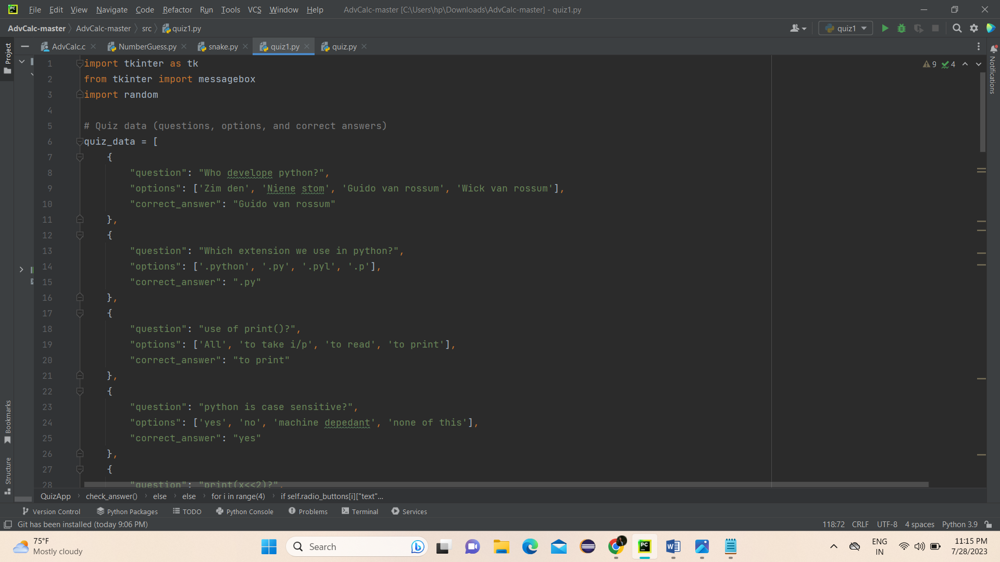 File Edit View Navigate Code Refactor Run Tools VCS Window Help AdvCalc-master [C:\Users\hp\Downloads\AdvCalc-master] - quiz1.py
AdvCalc-master AdvCalc-master src quiz1.py quiz1
Project
AdvCalc.c NumberGuess.py snake.py quiz1.py quiz.py
Notifications
9 4
1 import tkinter as tk
2 from tkinter import messagebox
3 import random
4
5 # Quiz data (questions, options, and correct answers)
6 quiz_data = [
7 {
8 "question": "Who develope python?",
9 "options": ['Zim den', 'Niene stom', 'Guido van rossum', 'Wick van rossum'],
10 "correct_answer": "Guido van rossum"
11 },
12 {
13 "question": "Which extension we use in python?",
14 "options": ['.python', '.py', '.pyl', '.p'],
15 "correct_answer": ".py"
16 },
17 {
18 "question": "use of print()?",
19 "options": ['All', 'to take i/p', 'to read', 'to print'],
20 "correct_answer": "to print"
21 },
22 {
23 "question": "python is case sensitive?",
24 "options": ['yes', 'no', 'machine depedant', 'none of this'],
25 "correct_answer": "yes"
26 },
27 {
28 "question": "print(x<<2)?",
Bookmarks
Structure
QuizApp check_answer() else else for i in range(4) if self.radio_buttons[i]["text"...
Version Control Python Packages TODO Python Console Problems Terminal Services
Git has been installed (today 9:06 PM) 118:72 CRLF UTF-8 4 spaces Python 3.9
75°F
Mostly cloudy
Search
ENG
IN
11:15 PM
7/28/2023